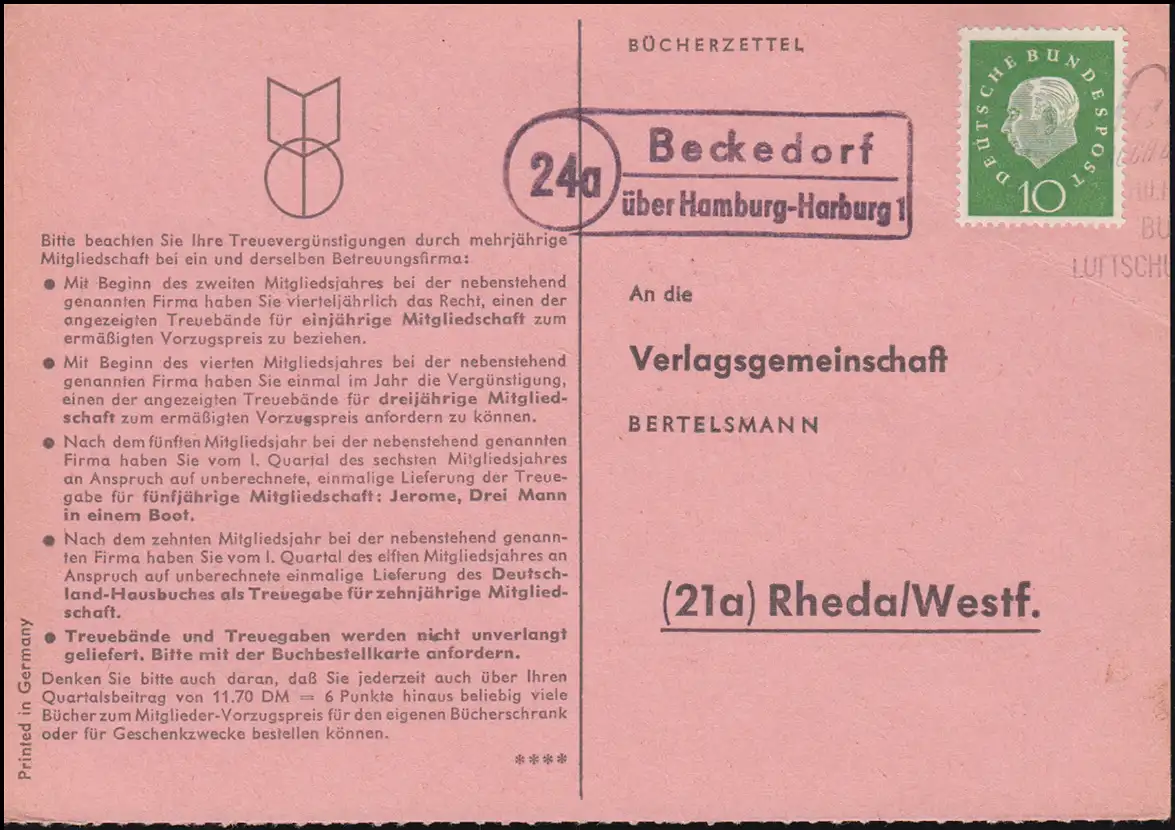 BÜCHERZETTEL
DEUTSCHE BUNDESPOST
10
24a
Beckedorf
über Hamburg-Harburg 1
BU
LUFTSCHU
An die
Verlagsgemeinschaft
BERTELSMANN
(21a) Rheda/Westf.
Bitte beachten Sie Ihre Treuevergünstigungen durch mehrjährige
Mitgliedschaft bei ein und derselben Betreuungsfirma:
● Mit Beginn des zweiten Mitgliedsjahres bei der nebenstehend
genannten Firma haben Sie vierteljährlich das Recht, einen der
angezeigten Treuebände für einjährige Mitgliedschaft zum
ermäßigten Vorzugspreis zu beziehen.
● Mit Beginn des vierten Mitgliedsjahres bei der nebenstehend
genannten Firma haben Sie einmal im Jahr die Vergünstigung,
einen der angezeigten Treuebände für dreijährige Mitglied-
schaft zum ermäßigten Vorzugspreis anfordern zu können.
● Nach dem fünften Mitgliedsjahr bei der nebenstehend genannten
Firma haben Sie vom I. Quartal des sechsten Mitgliedsjahres
an Anspruch auf unberechnete, einmalige Lieferung der Treue-
gabe für fünfjährige Mitgliedschaft: Jerome, Drei Mann
in einem Boot.
● Nach dem zehnten Mitgliedsjahr bei der nebenstehend genann-
ten Firma haben Sie vom I. Quartal des elften Mitgliedsjahres an
Anspruch auf unberechnete einmalige Lieferung des Deutsch-
land-Hausbuches als Treuegabe für zehnjährige Mitglied-
schaft.
● Treuebände und Treuegaben werden nicht unverlangt
geliefert. Bitte mit der Buchbestellkarte anfordern.
Denken Sie bitte auch daran, daß Sie jederzeit auch über Ihren
Quartalsbeitrag von 11.70 DM = 6 Punkte hinaus beliebig viele
Bücher zum Mitglieder-Vorzugspreis für den eigenen Bücherschrank
oder für Geschenkzwecke bestellen können.
****
Printed in Germany